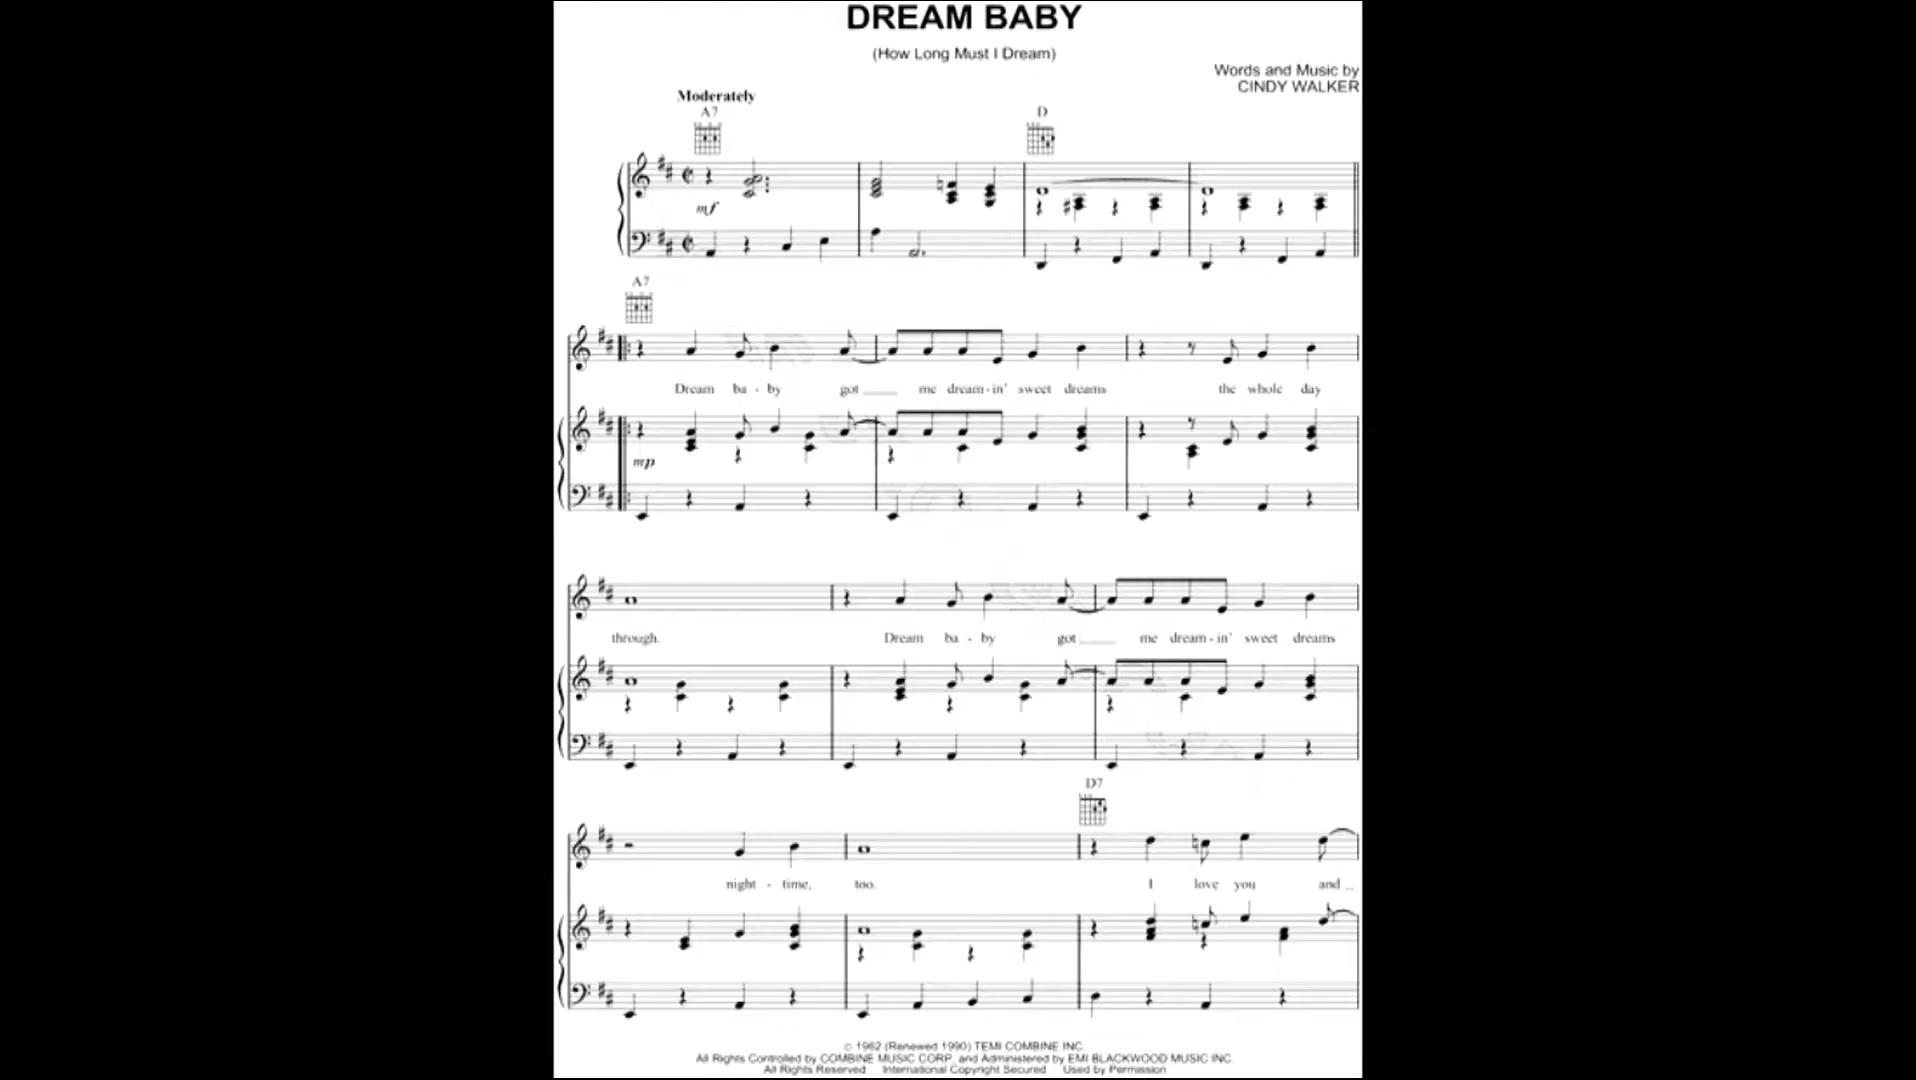 DREAM BABY
(How Long Must I Dream)
Words and Music by
CINDY WALKER
Moderately
A7 D
mf
A7
Dream ba - by got me dream - in' sweet dreams the whole day
mp
through. Dream ba - by got me dream - in' sweet dreams
D7
night - time, too. I love you and
© 1962 (Renewed 1990) TEMI COMBINE INC.
All Rights Controlled by COMBINE MUSIC CORP. and Administered by EMI BLACKWOOD MUSIC INC.
All Rights Reserved International Copyright Secured Used by Permission